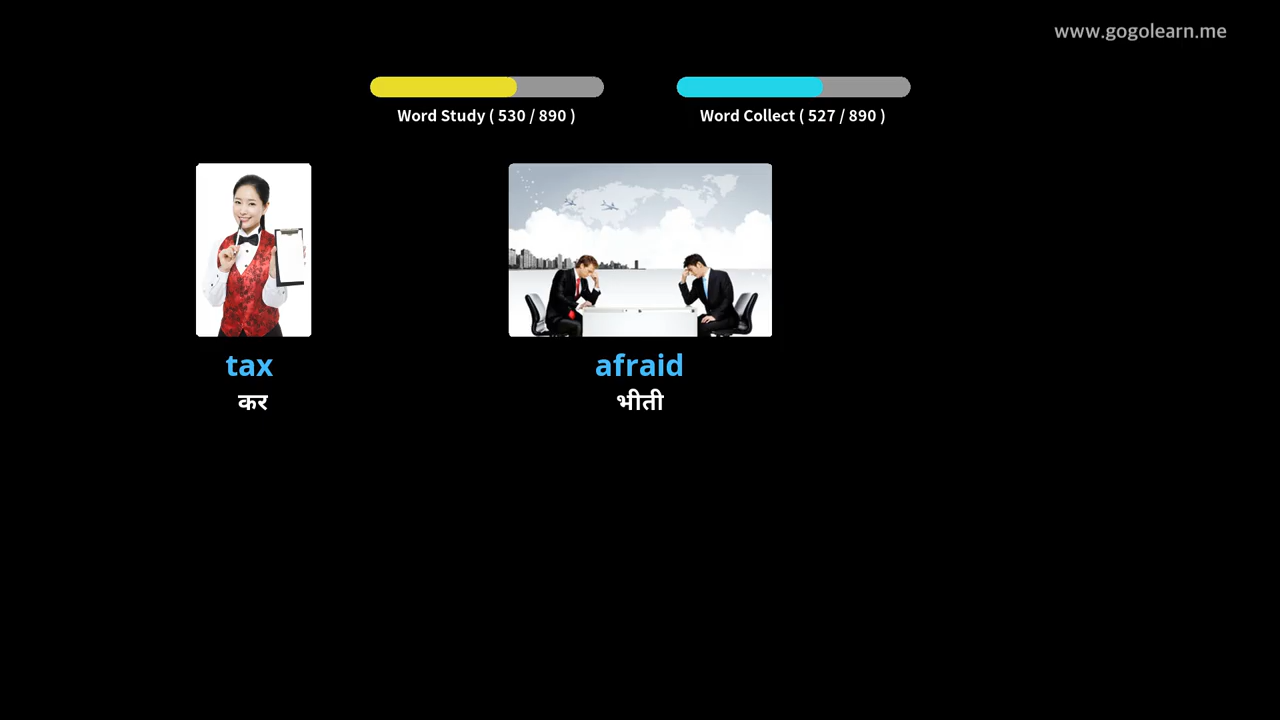 www.gogolearn.me
Word Study ( 530 / 890 )
Word Collect ( 527 / 890 )
tax
कर
afraid
भीती